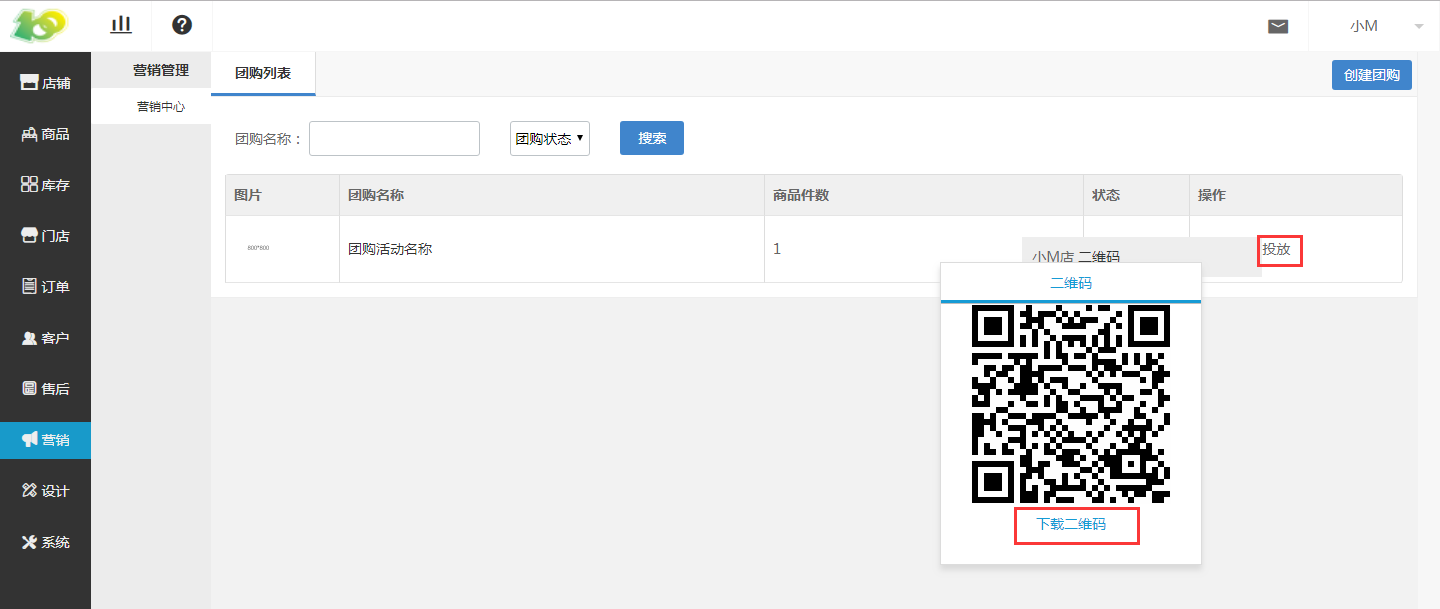 小M
店铺
商品
库存
门店
订单
客户
售后
营销
设计
系统
营销管理
营销中心
团购列表
创建团购
团购名称：
团购状态
搜索
图片 团购名称 商品件数 状态 操作
800*800 团购活动名称 1 投放
小M店 二维码
二维码
下载二维码